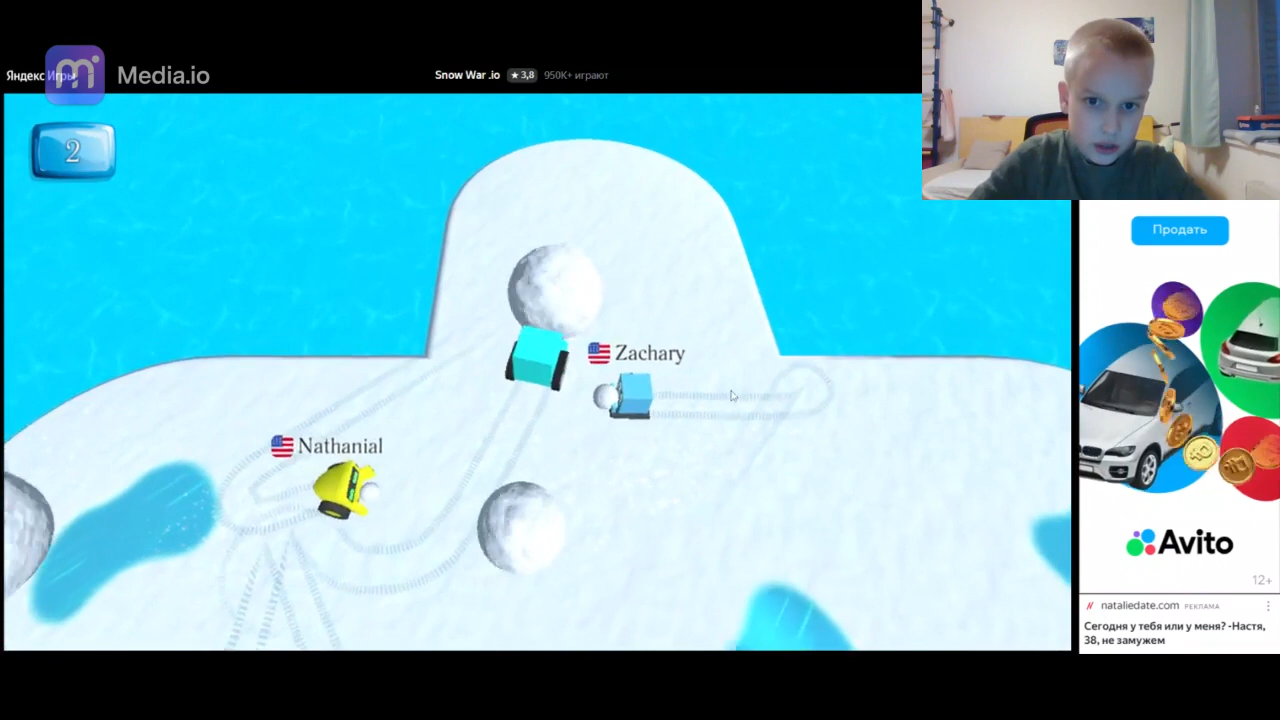 Яндекс Игры
Media.io
Snow War .io ★ 3,8 950K+ играют
2
Zachary
Nathanial
Продать
Avito
12+
nataliedate.com РЕКЛАМА
Сегодня у тебя или у меня? -Настя,
38, не замужем